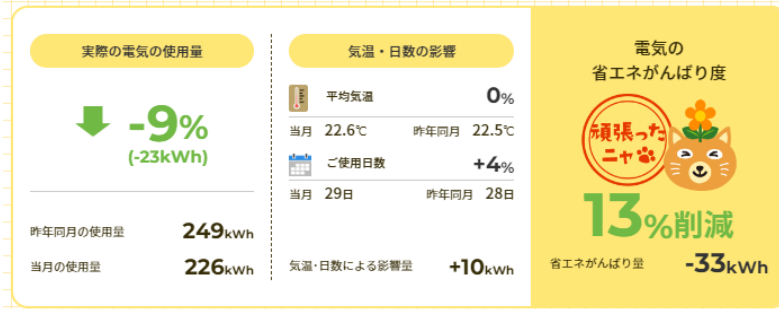 実際の電気の使用量
-9%
(-23kWh)
昨年同月の使用量 249kWh
当月の使用量 226kWh
気温・日数の影響
平均気温 0%
当月 22.6℃ 昨年同月 22.5℃
ご使用日数 +4%
当月 29日 昨年同月 28日
気温・日数による影響量 +10kWh
電気の
省エネがんばり度
頑張った
ニャ
13%削減
省エネがんばり量 -33kWh